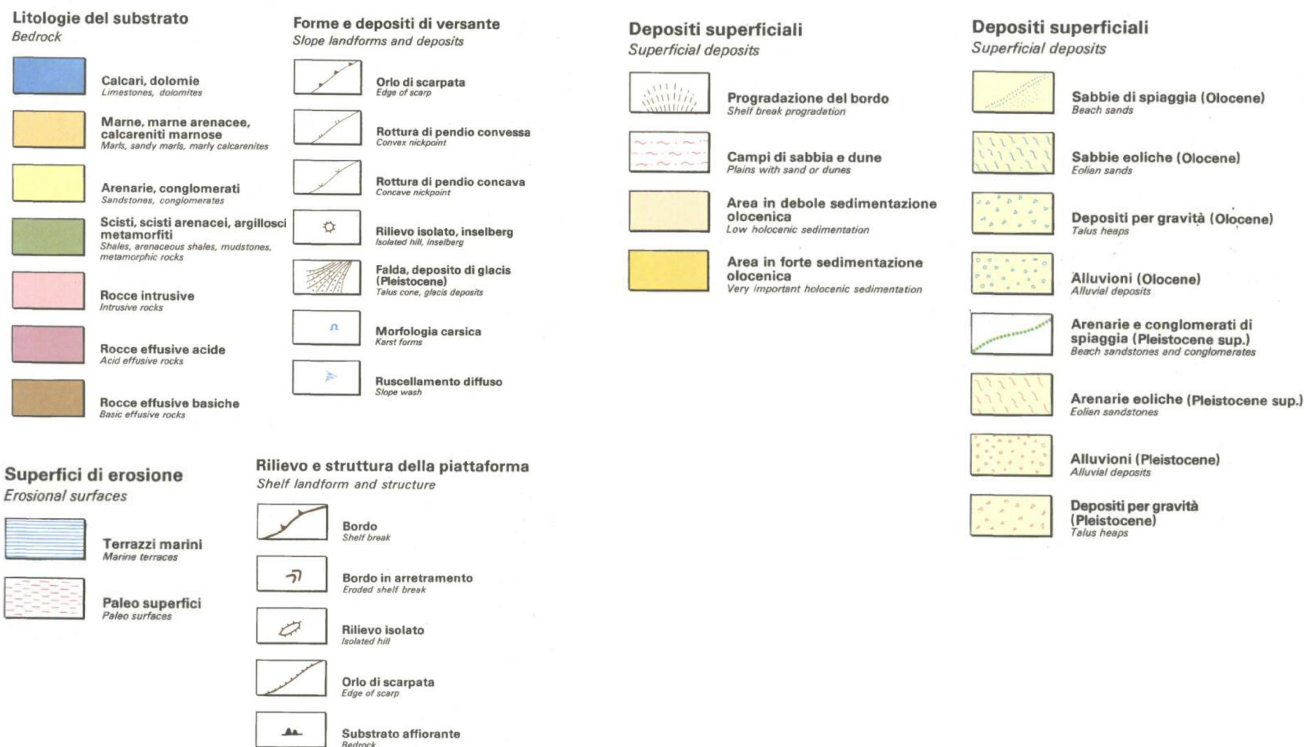 Litologie del substrato
Bedrock
Calcari, dolomie
Limestones, dolomites
Marne, marne arenacee,
calcareniti marnose
Marls, sandy marls, marly calcarenites
Arenarie, conglomerati
Sandstones, conglomerates
Scisti, scisti arenacei, argillosci
metamorfiti
Shales, arenaceous shales, mudstones,
metamorphic rocks
Rocce intrusive
Intrusive rocks
Rocce effusive acide
Acid effusive rocks
Rocce effusive basiche
Basic effusive rocks
Forme e depositi di versante
Slope landforms and deposits
Orlo di scarpata
Edge of scarp
Rottura di pendio convessa
Convex nickpoint
Rottura di pendio concava
Concave nickpoint
Rilievo isolato, inselberg
Isolated hill, inselberg
Falda, deposito di glacis
(Pleistocene)
Talus cone, glacis deposits
Morfologia carsica
Karst forms
Ruscellamento diffuso
Slope wash
Superfici di erosione
Erosional surfaces
Terrazzi marini
Marine terraces
Paleo superfici
Paleo surfaces
Rilievo e struttura della piattaforma
Shelf landform and structure
Bordo
Shelf break
Bordo in arretramento
Eroded shelf break
Rilievo isolato
Isolated hill
Orlo di scarpata
Edge of scarp
Substrato affiorante
Bedrock
Depositi superficiali
Superficial deposits
Progradazione del bordo
Shelf break progradation
Campi di sabbia e dune
Plains with sand or dunes
Area in debole sedimentazione
olocenica
Low holocenic sedimentation
Area in forte sedimentazione
olocenica
Very important holocenic sedimentation
Depositi superficiali
Superficial deposits
Sabbie di spiaggia (Olocene)
Beach sands
Sabbie eoliche (Olocene)
Eolian sands
Depositi per gravità (Olocene)
Talus heaps
Alluvioni (Olocene)
Alluvial deposits
Arenarie e conglomerati di
spiaggia (Pleistocene sup.)
Beach sandstones and conglomerates
Arenarie eoliche (Pleistocene sup.)
Eolian sandstones
Alluvioni (Pleistocene)
Alluvial deposits
Depositi per gravità
(Pleistocene)
Talus heaps